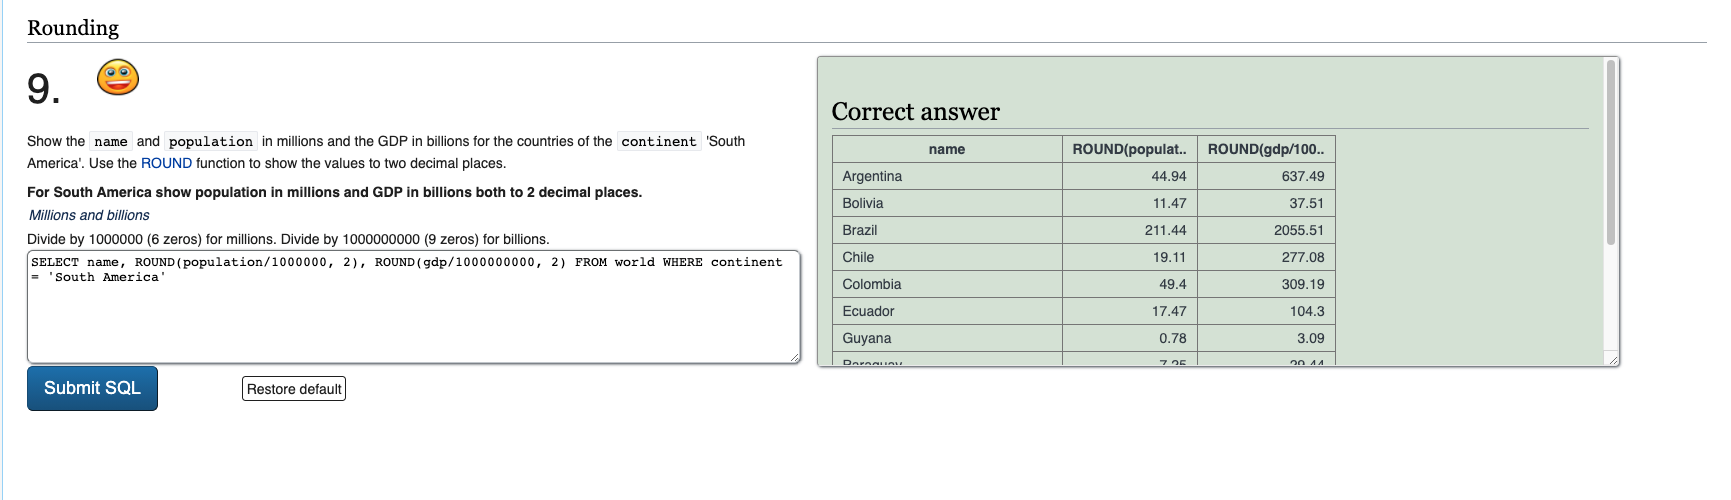 Rounding
9.
Show the name and population in millions and the GDP in billions for the countries of the continent 'South
America'. Use the ROUND function to show the values to two decimal places.
For South America show population in millions and GDP in billions both to 2 decimal places.
Millions and billions
Divide by 1000000 (6 zeros) for millions. Divide by 1000000000 (9 zeros) for billions.
SELECT name, ROUND(population/1000000, 2), ROUND(gdp/1000000000, 2) FROM world WHERE continent
= 'South America'
Submit SQL
Restore default
Correct answer
name ROUND(populat.. ROUND(gdp/100..
Argentina 44.94 637.49
Bolivia 11.47 37.51
Brazil 211.44 2055.51
Chile 19.11 277.08
Colombia 49.4 309.19
Ecuador 17.47 104.3
Guyana 0.78 3.09
Paraguay 7.25 29.44